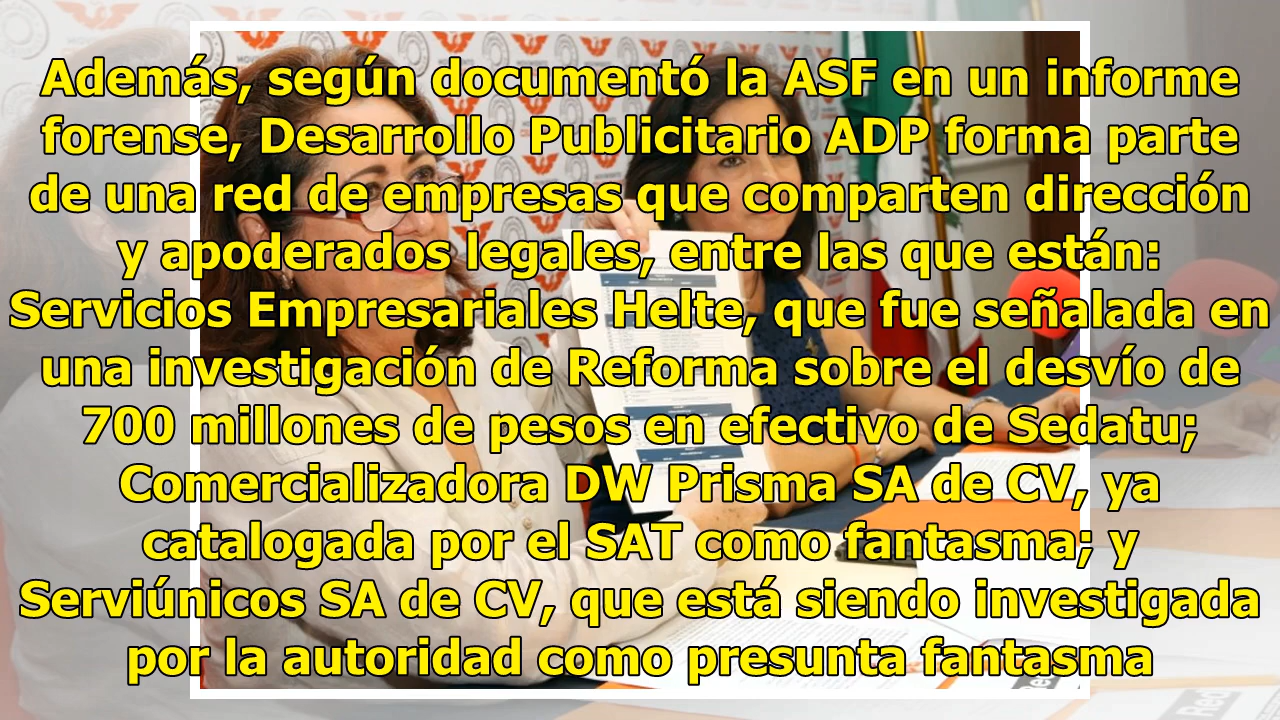 Además, según documentó la ASF en un informe
forense, Desarrollo Publicitario ADP forma parte
de una red de empresas que comparten dirección
y apoderados legales, entre las que están:
Servicios Empresariales Helte, que fue señalada en
una investigación de Reforma sobre el desvío de
700 millones de pesos en efectivo de Sedatu;
Comercializadora DW Prisma SA de CV, ya
catalogada por el SAT como fantasma; y
Serviúnicos SA de CV, que está siendo investigada
por la autoridad como presunta fantasma